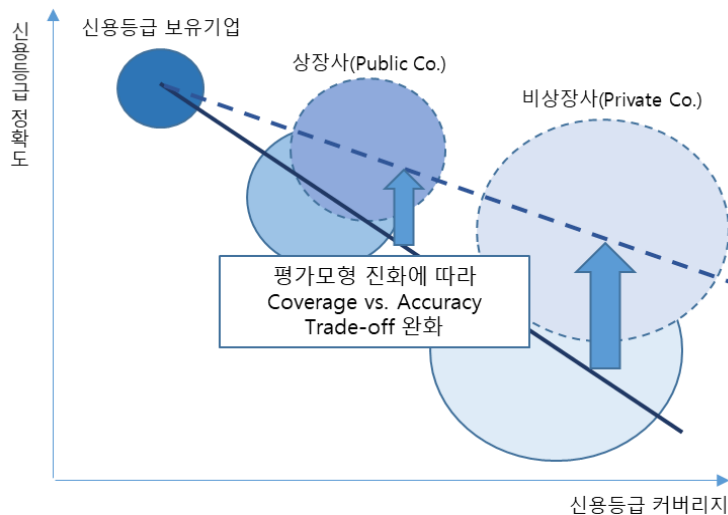 신용등급 정확도
신용등급 보유기업
상장사(Public Co.)
비상장사(Private Co.)
평가모형 진화에 따라
Coverage vs. Accuracy
Trade-off 완화
신용등급 커버리지